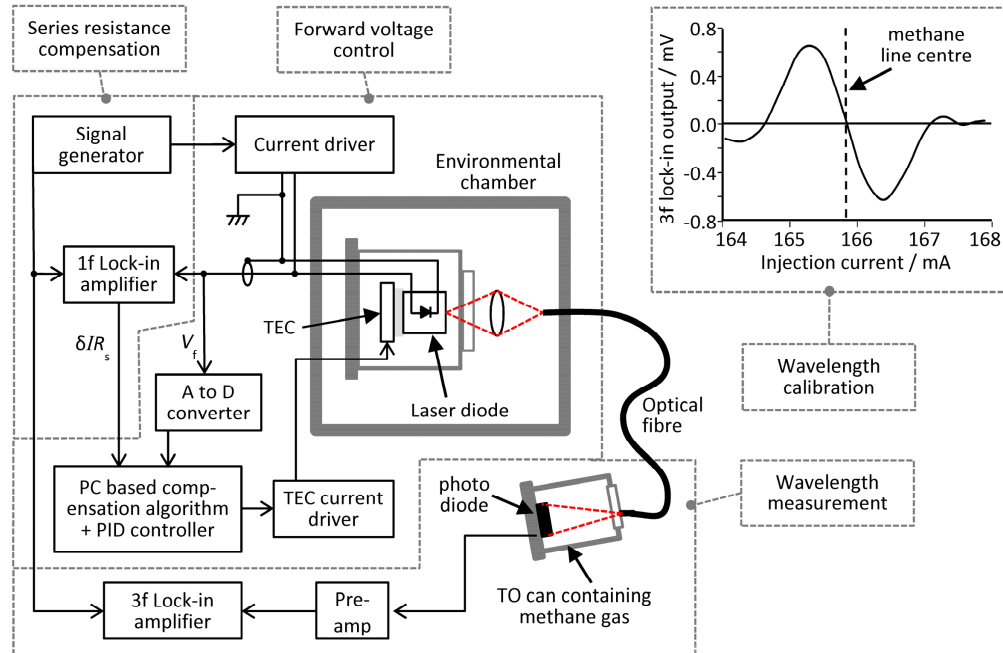 Series resistance
compensation
Forward voltage
control
Signal
generator
Current driver
Environmental
chamber
1f Lock-in
amplifier
TEC
δIRs
Vf
A to D
converter
Laser diode
Optical
fibre
PC based comp-
ensation algorithm
+ PID controller
TEC current
driver
photo
diode
TO can containing
methane gas
3f Lock-in
amplifier
Pre-
amp
3f lock-in output / mV
0.8
0.4
0.0
-0.4
-0.8
methane
line centre
164 165 166 167 168
Injection current / mA
Wavelength
calibration
Wavelength
measurement